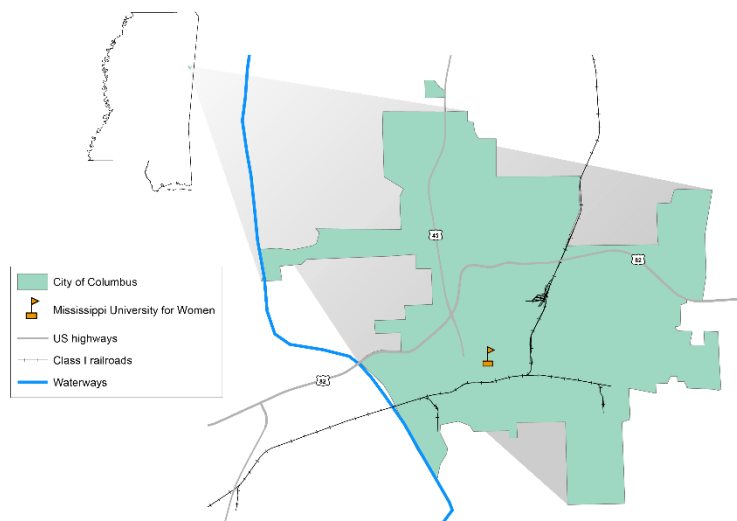 45
82
City of Columbus
Mississippi University for Women
US highways
Class I railroads
Waterways
82